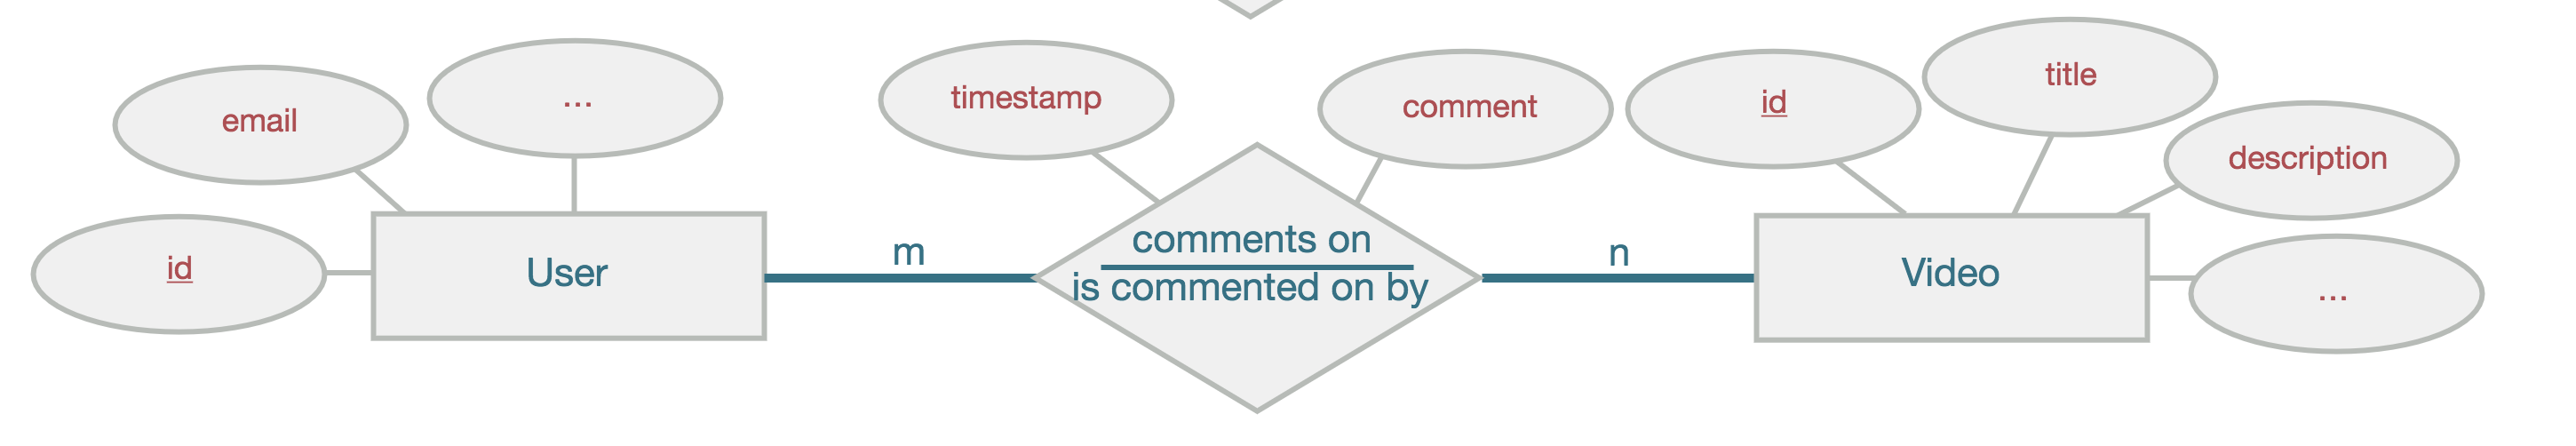 email
...
id
User
m
timestamp
comment
comments on
is commented on by
n
id
title
description
...
Video